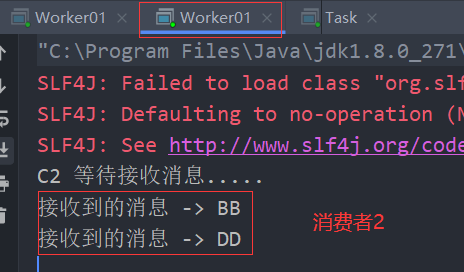 Worker01 × Worker01 × Task
"C:\Program Files\Java\jdk1.8.0_271\
SLF4J: Failed to load class "org.slf
SLF4J: Defaulting to no-operation (N
SLF4J: See http://www.slf4j.org/code
C2 等待接收消息.....
接收到的消息 -> BB
接收到的消息 -> DD
消费者2